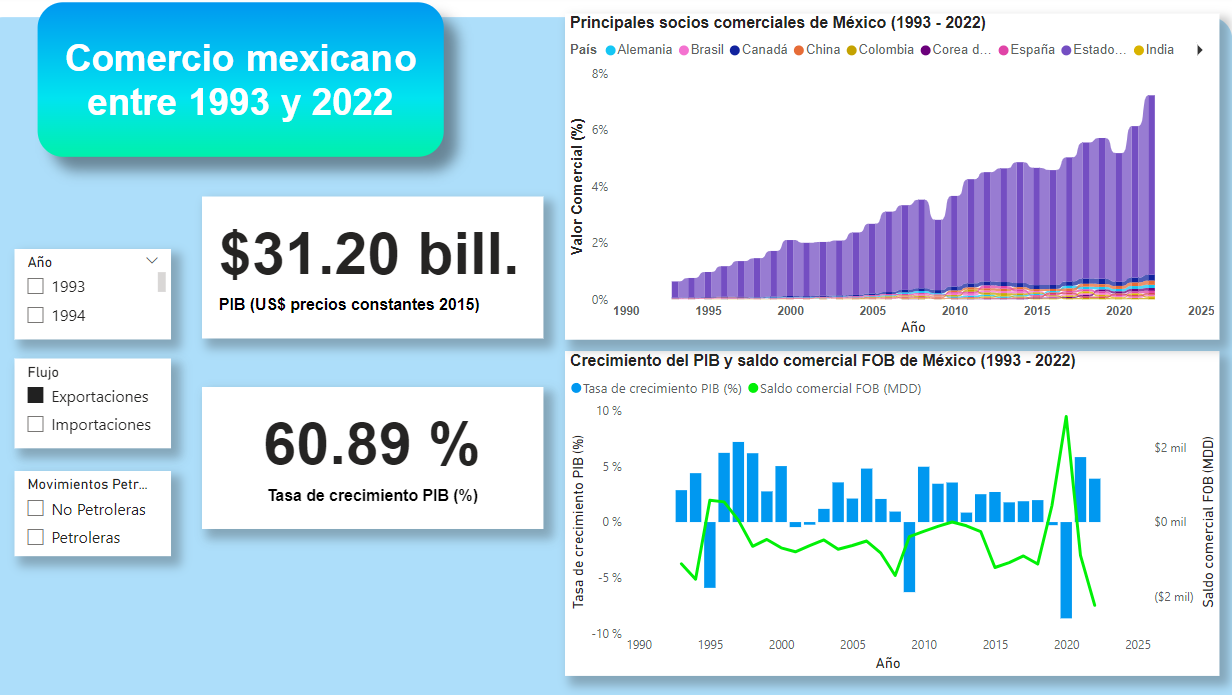 Comercio mexicano
entre 1993 y 2022
Año
1993
1994
Flujo
Exportaciones
Importaciones
Movimientos Petr...
No Petroleras
Petroleras
$31.20 bill.
PIB (US$ precios constantes 2015)
60.89 %
Tasa de crecimiento PIB (%)
Principales socios comerciales de México (1993 - 2022)
País Alemania Brasil Canadá China Colombia Corea d... España Estado... India
Valor Comercial (%)
8%
6%
4%
2%
0%
1990 1995 2000 2005 2010 2015 2020 2025
Año
Crecimiento del PIB y saldo comercial FOB de México (1993 - 2022)
Tasa de crecimiento PIB (%) Saldo comercial FOB (MDD)
Tasa de crecimiento PIB (%)
10 %
5 %
0 %
-5 %
-10 %
$2 mil
$0 mil
($2 mil)
Saldo comercial FOB (MDD)
1990 1995 2000 2005 2010 2015 2020 2025
Año